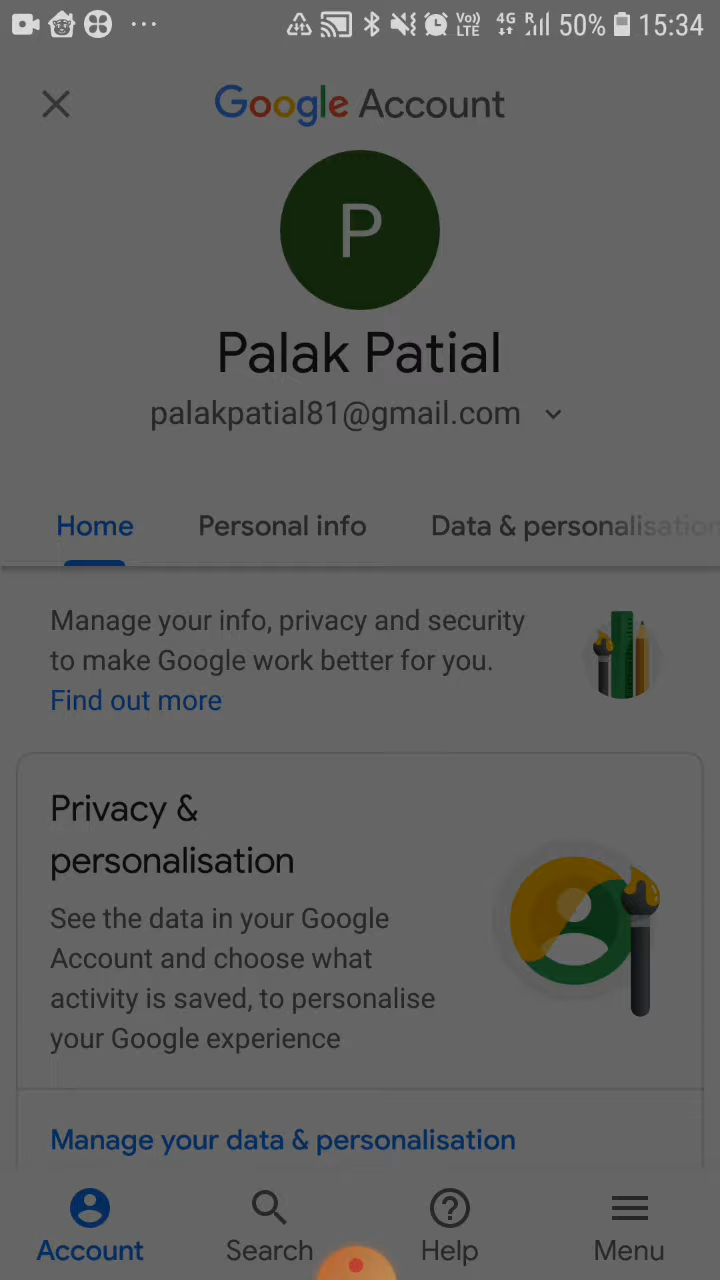 Vo)) LTE 4G R 50% 15:34
Google Account
P
Palak Patial
palakpatial81@gmail.com
Home Personal info Data & personalisation
Manage your info, privacy and security
to make Google work better for you.
Find out more
Privacy &
personalisation
See the data in your Google
Account and choose what
activity is saved, to personalise
your Google experience
Manage your data & personalisation
Account Search Help Menu